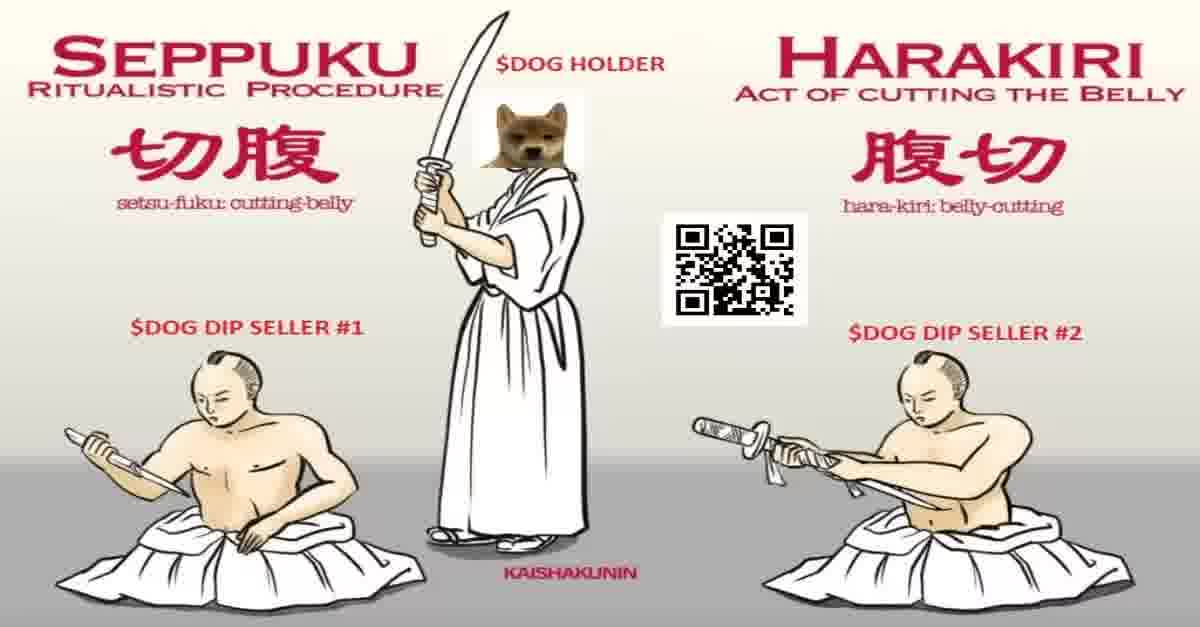 SEPPUKU
RITUALISTIC PROCEDURE
切腹
setsu-fuku: cutting-belly
$DOG HOLDER
HARAKIRI
ACT OF CUTTING THE BELLY
腹切
hara-kiri: belly-cutting
$DOG DIP SELLER #1
$DOG DIP SELLER #2
KAISHAKUNIN